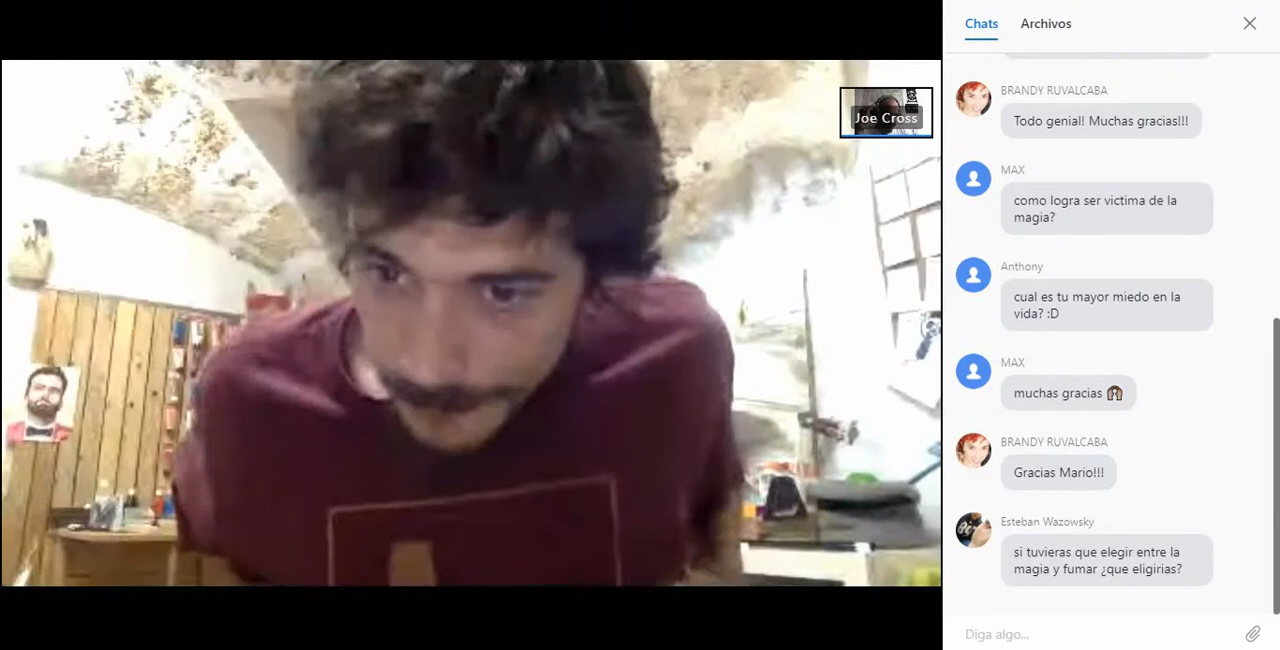 Joe Cross
Chats
Archivos
BRANDY RUVALCABA
Todo genial! Muchas gracias!!!
MAX
como logra ser victima de la
magia?
Anthony
cual es tu mayor miedo en la
vida? :D
MAX
muchas gracias 🙌🏽
BRANDY RUVALCABA
Gracias Mario!!!
Esteban Wazowsky
si tuvieras que elegir entre la
magia y fumar ¿que eligirias?
Diga algo...